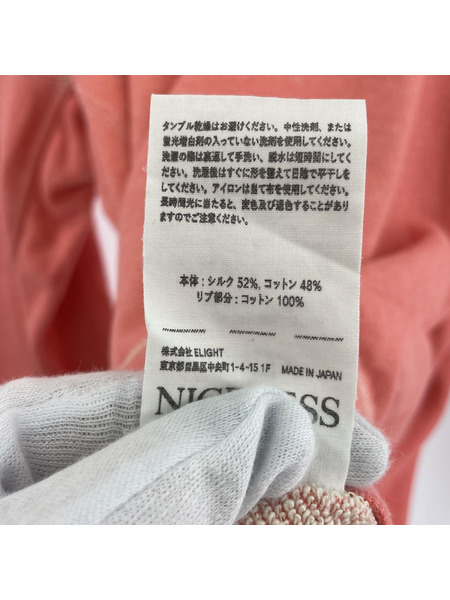 タンブル乾燥はお避けください。中性洗剤、または
蛍光増白剤の入っていない洗剤を使用してください。
洗濯の際は裏返して手洗い、脱水は短時間にしてく
ださい。洗濯後はすぐに形を整えて日陰で平干しを
してください。アイロンは当て布を使用してください。
長時間光に当たると、変色及び退色することがあり
ますのでご注意ください。
本体：シルク 52%, コットン 48%
リブ部分：コットン 100%
株式会社 ELIGHT
東京都目黒区中央町1-4-15 1F MADE IN JAPAN